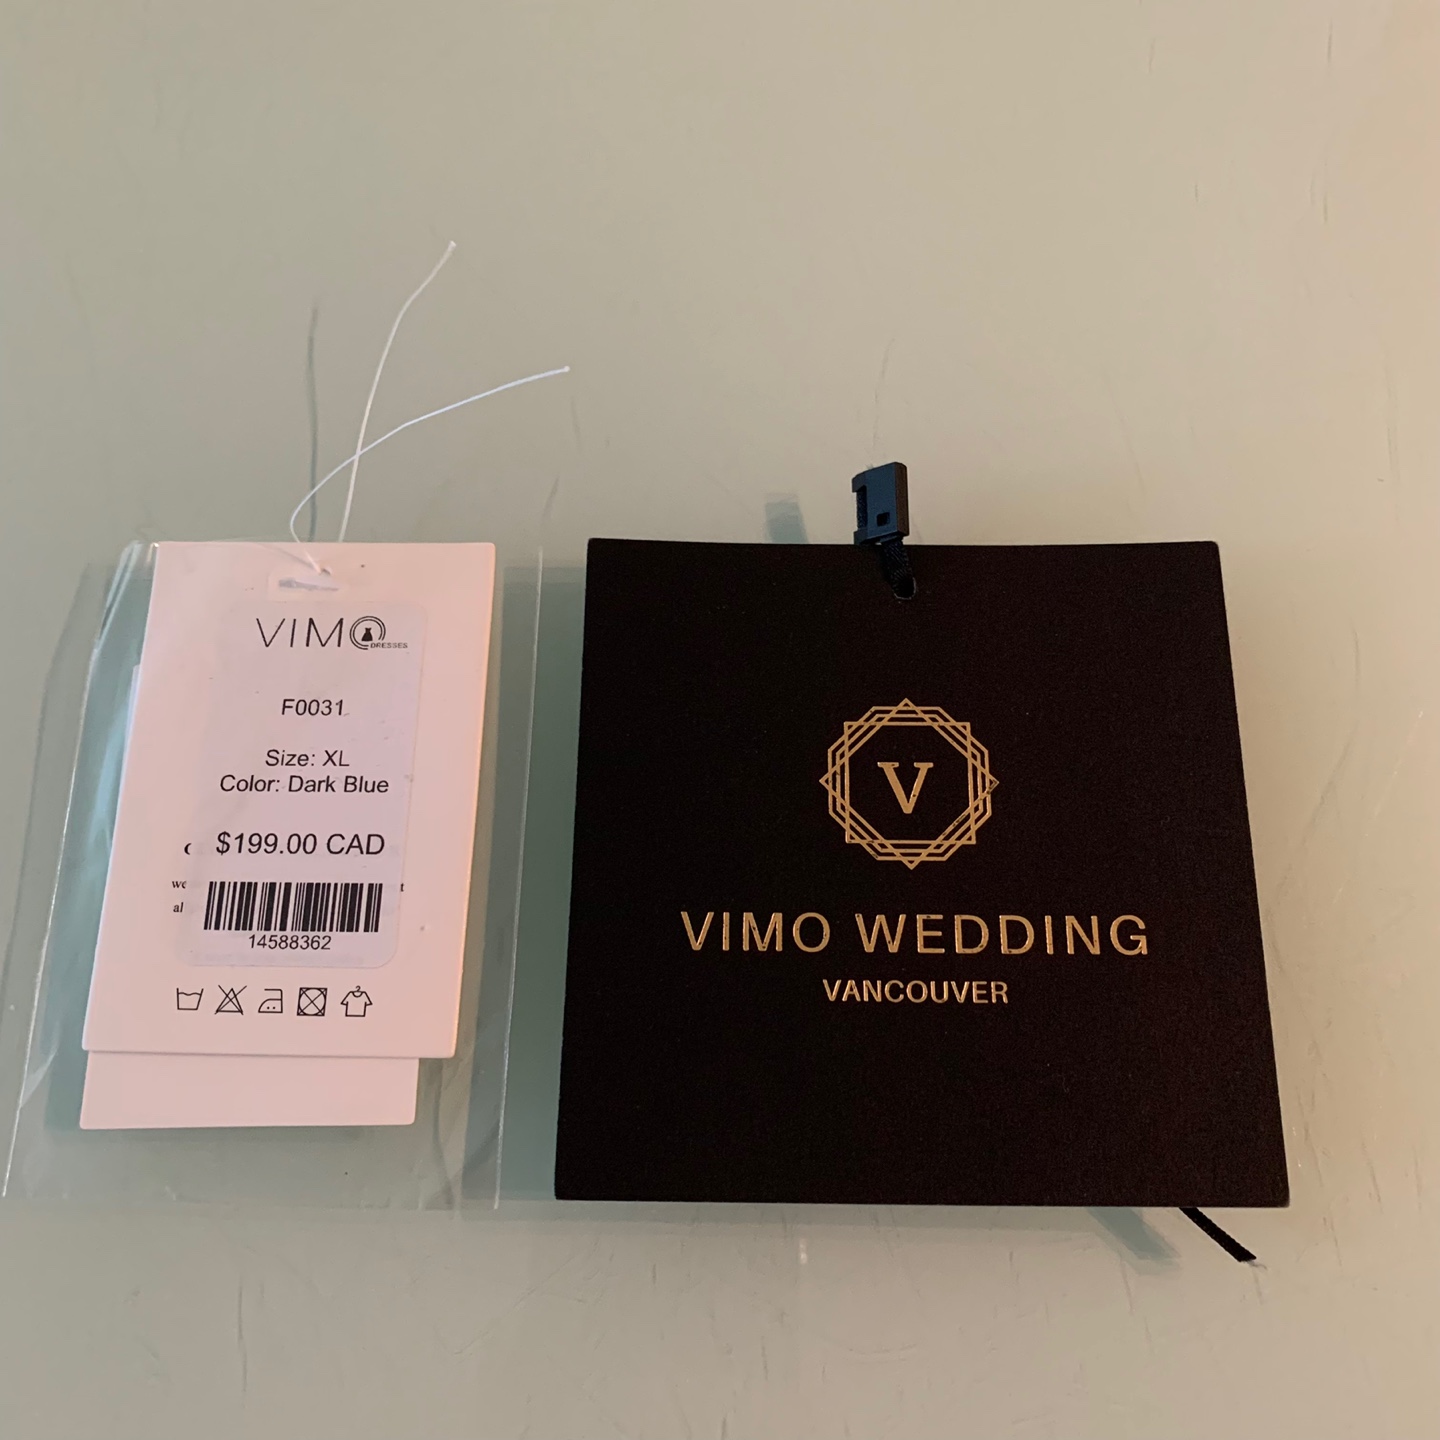 VIMO
DRESSES
F0031
Size: XL
Color: Dark Blue
$199.00 CAD
14588362
V
VIMO WEDDING
VANCOUVER